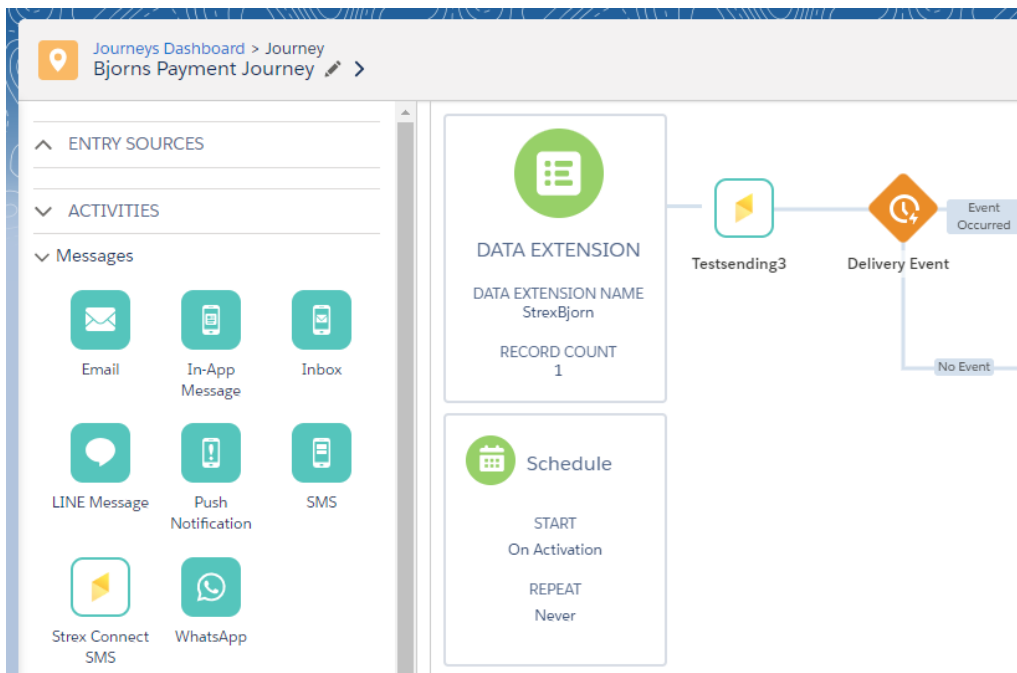 Journeys Dashboard > Journey
Bjorns Payment Journey
ENTRY SOURCES
ACTIVITIES
Messages
Email
In-App
Message
Inbox
LINE Message
Push
Notification
SMS
Strex Connect
SMS
WhatsApp
DATA EXTENSION
DATA EXTENSION NAME
StrexBjorn
RECORD COUNT
1
Schedule
START
On Activation
REPEAT
Never
Testsending3
Delivery Event
Event
Occurred
No Event